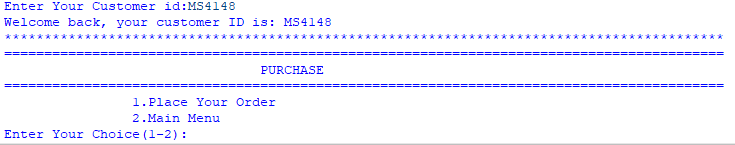 Enter Your Customer id:MS4148
Welcome back, your customer ID is: MS4148
******************************************************************************************
==========================================================================================
PURCHASE
==========================================================================================
1.Place Your Order
2.Main Menu
Enter Your Choice(1-2):